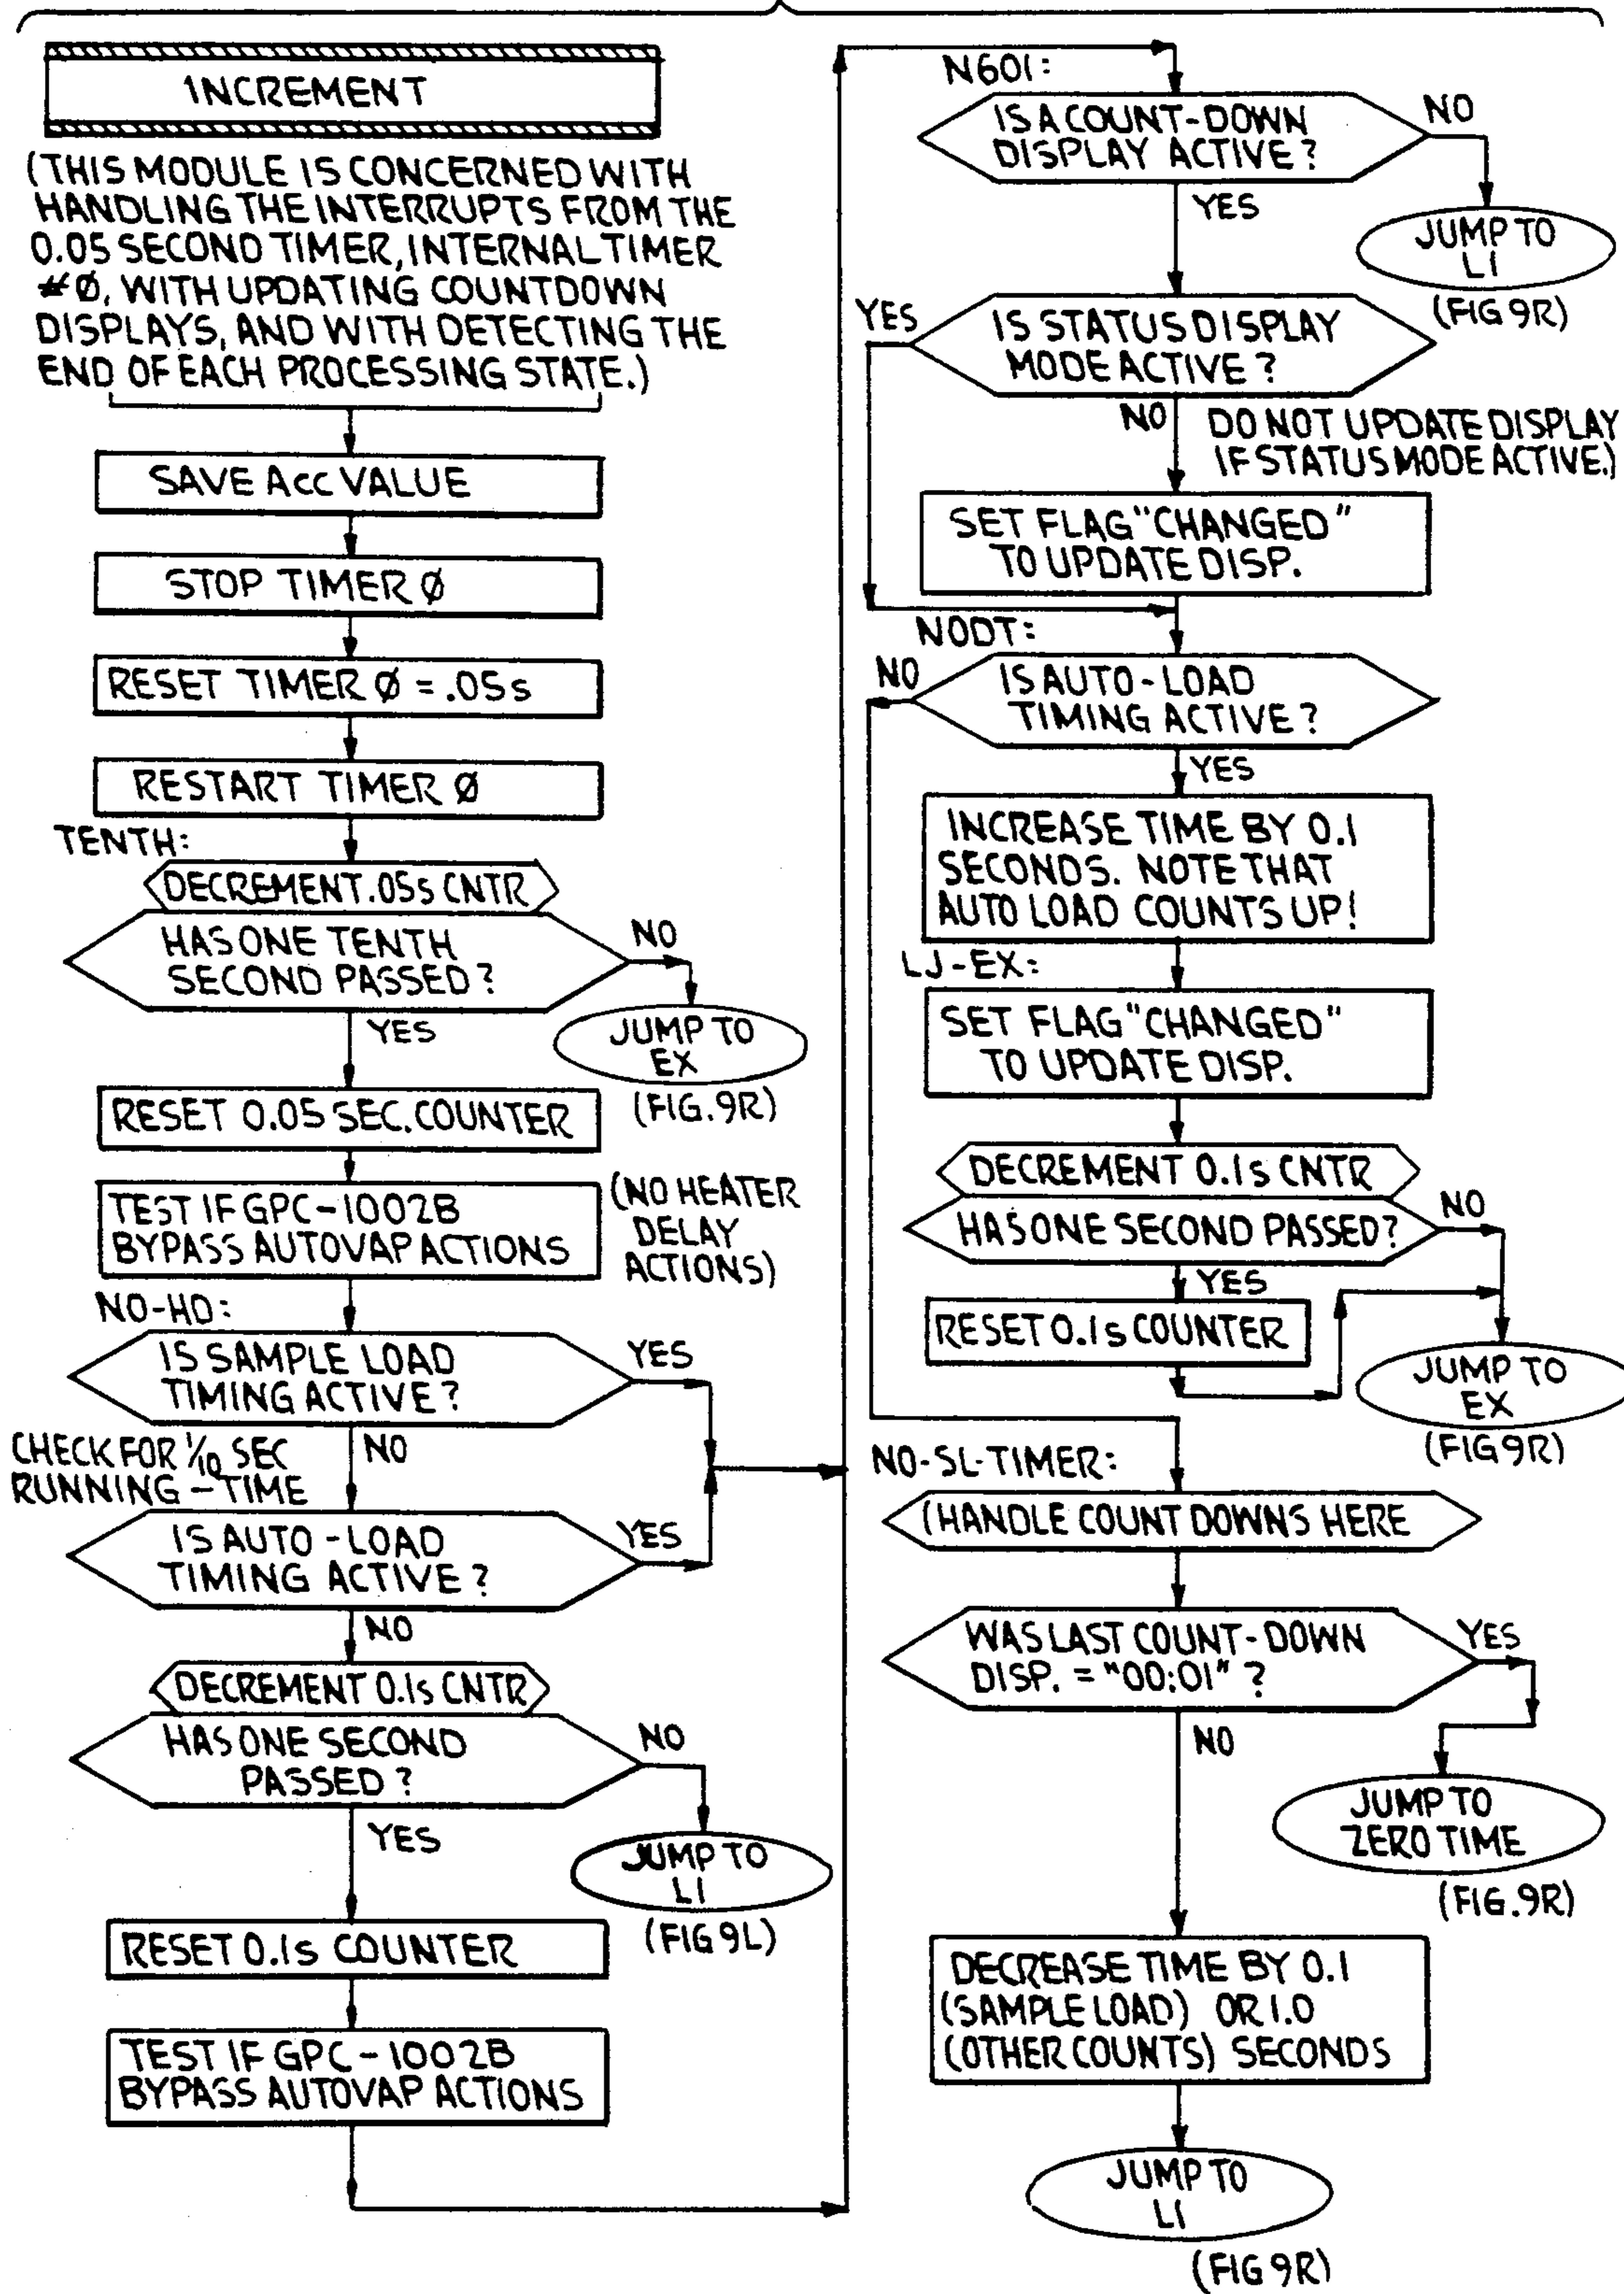 INCREMENT
(THIS MODULE IS CONCERNED WITH
HANDLING THE INTERRUPTS FROM THE
0.05 SECOND TIMER, INTERNAL TIMER
#Ø, WITH UPDATING COUNTDOWN
DISPLAYS, AND WITH DETECTING THE
END OF EACH PROCESSING STATE.)
SAVE Acc VALUE
STOP TIMER Ø
RESET TIMER Ø = .05s
RESTART TIMER Ø
TENTH:
DECREMENT .05s CNTR
HAS ONE TENTH
SECOND PASSED?
NO
JUMP TO
EX
(FIG. 9R)
YES
RESET 0.05 SEC. COUNTER
TEST IF GPC-1002B
BYPASS AUTOVAP ACTIONS
(NO HEATER
DELAY
ACTIONS)
NO-HD:
IS SAMPLE LOAD
TIMING ACTIVE?
YES
NO
CHECK FOR 1/10 SEC
RUNNING-TIME
IS AUTO-LOAD
TIMING ACTIVE?
YES
NO
DECREMENT 0.1s CNTR
HAS ONE SECOND
PASSED?
NO
JUMP TO
L1
(FIG 9L)
YES
RESET 0.1s COUNTER
TEST IF GPC-1002B
BYPASS AUTOVAP ACTIONS
N601:
IS A COUNT-DOWN
DISPLAY ACTIVE?
NO
JUMP TO
L1
(FIG 9R)
YES
IS STATUS DISPLAY
MODE ACTIVE?
YES
NO
DO NOT UPDATE DISPLAY
IF STATUS MODE ACTIVE.)
SET FLAG "CHANGED"
TO UPDATE DISP.
NODT:
IS AUTO-LOAD
TIMING ACTIVE?
NO
YES
INCREASE TIME BY 0.1
SECONDS. NOTE THAT
AUTO LOAD COUNTS UP!
LJ-EX:
SET FLAG "CHANGED"
TO UPDATE DISP.
DECREMENT 0.1s CNTR
HAS ONE SECOND PASSED?
NO
YES
RESET 0.1s COUNTER
JUMP TO
EX
(FIG 9R)
NO-SL-TIMER:
(HANDLE COUNT DOWNS HERE
WAS LAST COUNT-DOWN
DISP. = "00:01" ?
YES
NO
JUMP TO
ZERO TIME
(FIG. 9R)
DECREASE TIME BY 0.1
(SAMPLE LOAD) OR 1.0
(OTHER COUNTS) SECONDS
JUMP TO
L1
(FIG 9R)